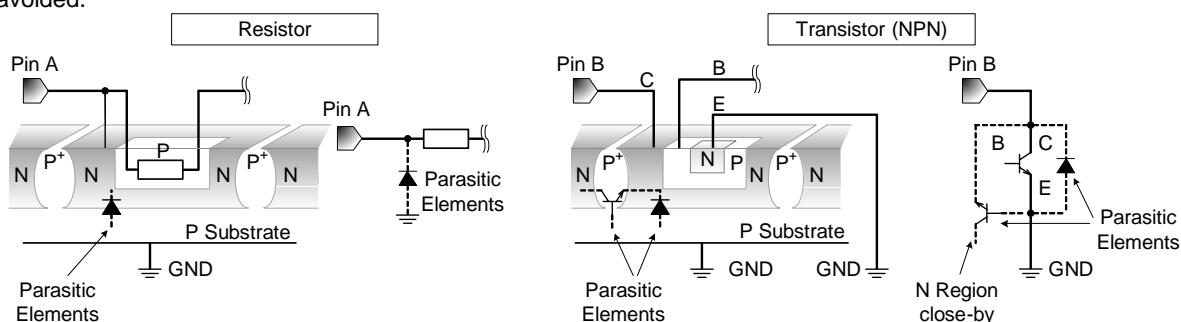 avoided.
Resistor
Transistor (NPN)
Pin A
Pin A
N P+ N P N P+ N
Parasitic
Elements
P Substrate
GND
Parasitic
Elements
Pin B
C
B
E
N P+ N P N P+ N
P Substrate
GND
GND
Parasitic
Elements
Pin B
B
C
E
Parasitic
Elements
GND
N Region
close-by